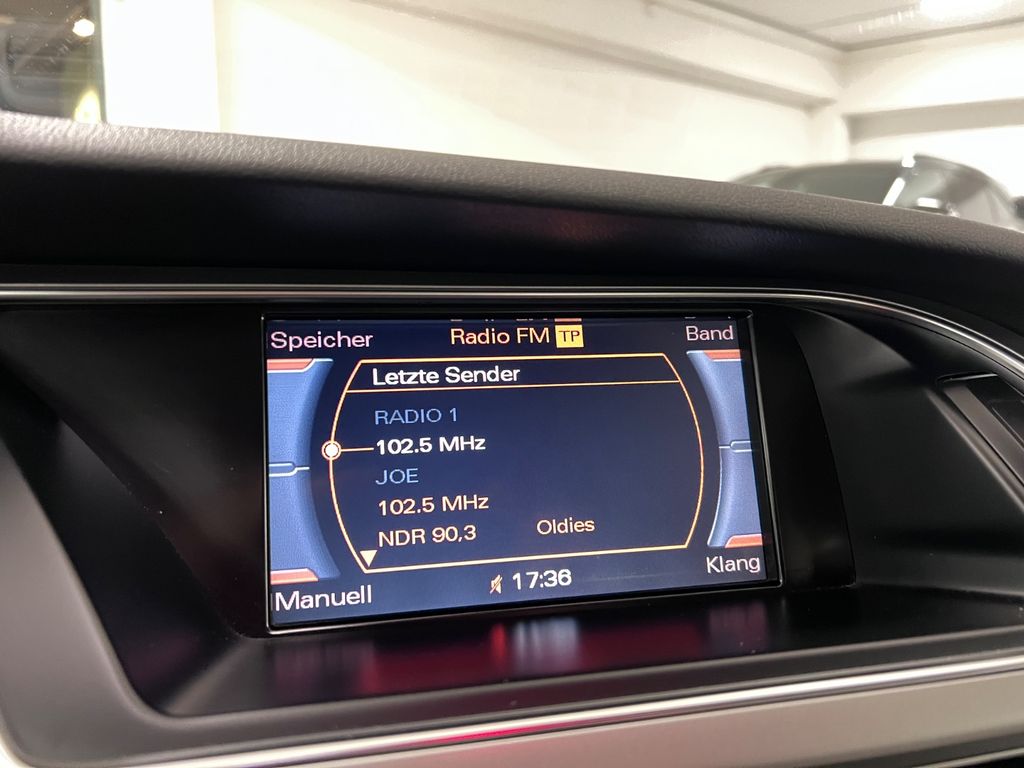 Speicher Radio FM TP Band
Letzte Sender
RADIO 1
102.5 MHz
JOE
102.5 MHz
NDR 90,3 Oldies
Manuell 17:36 Klang